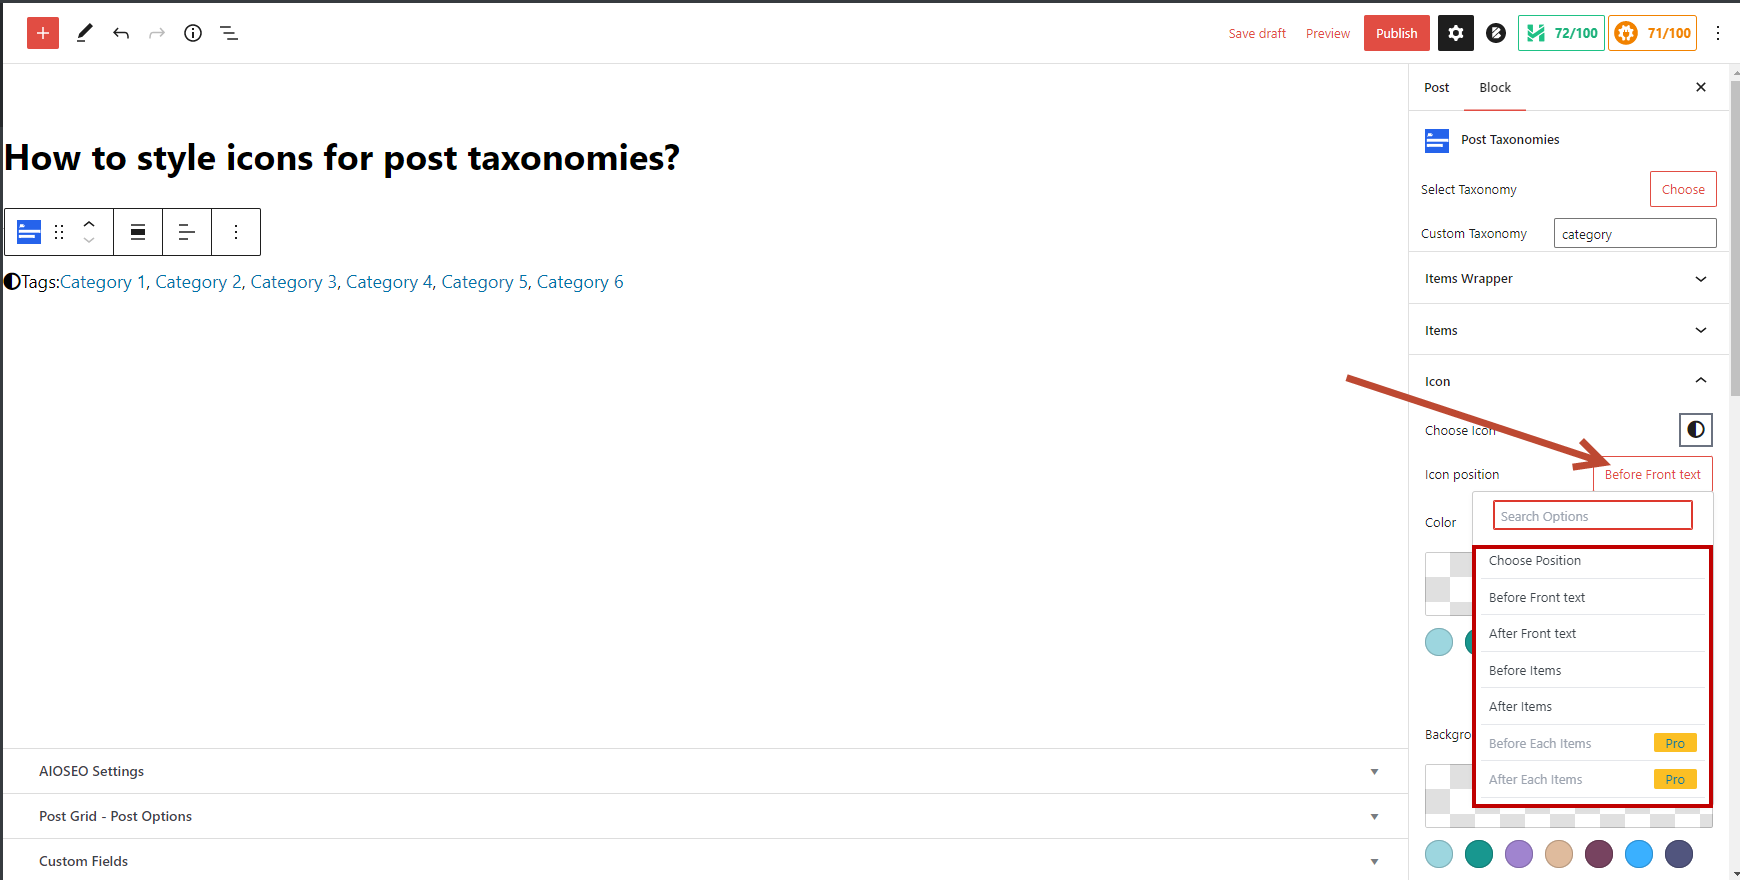 Save draft
Preview
Publish
72/100
71/100
Post
Block
Post Taxonomies
Select Taxonomy
Choose
Custom Taxonomy
category
Items Wrapper
Items
Icon
Choose Icon
Icon position
Before Front text
Color
Search Options
Choose Position
Before Front text
After Front text
Before Items
After Items
Before Each Items Pro
After Each Items Pro
Backgro
How to style icons for post taxonomies?
Tags:Category 1, Category 2, Category 3, Category 4, Category 5, Category 6
AIOSEO Settings
Post Grid - Post Options
Custom Fields